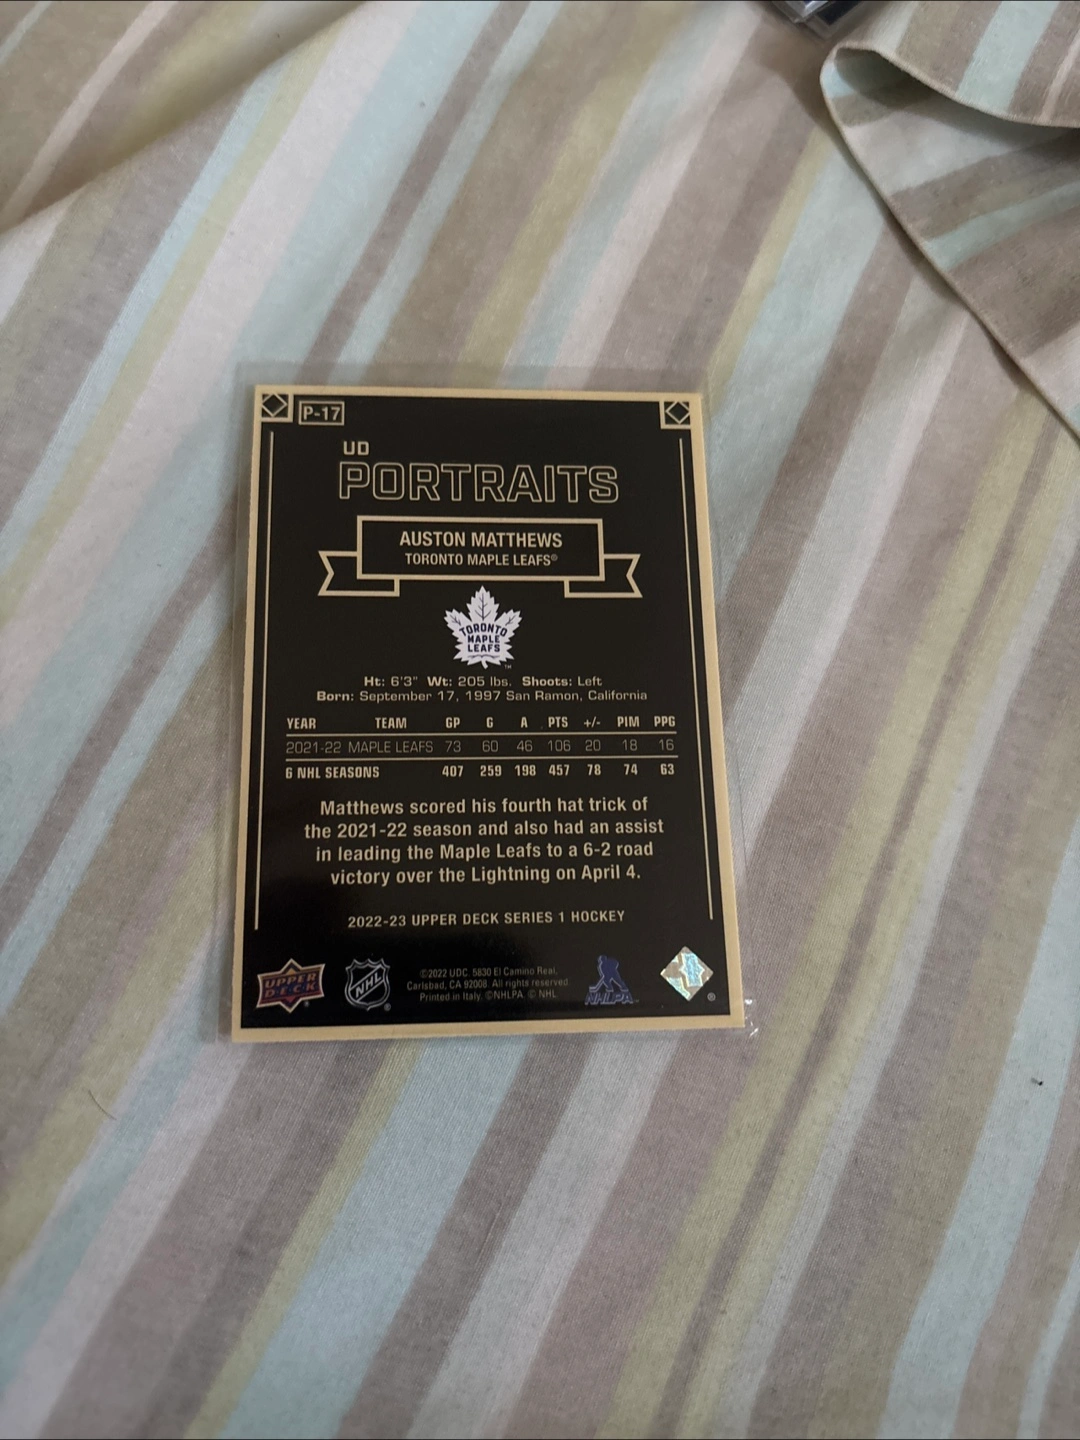 P-17
UD
PORTRAITS
AUSTON MATTHEWS
TORONTO MAPLE LEAFS®
TORONTO
MAPLE
LEAFS
TM
Ht: 6'3" Wt: 205 lbs. Shoots: Left
Born: September 17, 1997 San Ramon, California
YEAR TEAM GP G A PTS +/- PIM PPG
2021-22 MAPLE LEAFS 73 60 46 106 20 18 16
6 NHL SEASONS 407 259 198 457 78 74 63
Matthews scored his fourth hat trick of
the 2021-22 season and also had an assist
in leading the Maple Leafs to a 6-2 road
victory over the Lightning on April 4.
2022-23 UPPER DECK SERIES 1 HOCKEY
UPPER
DECK
®
NHL
®
©2022 UDC. 5830 El Camino Real,
Carlsbad, CA 92008. All rights reserved.
Printed in Italy. ©NHLPA © NHL
NHLPA
®